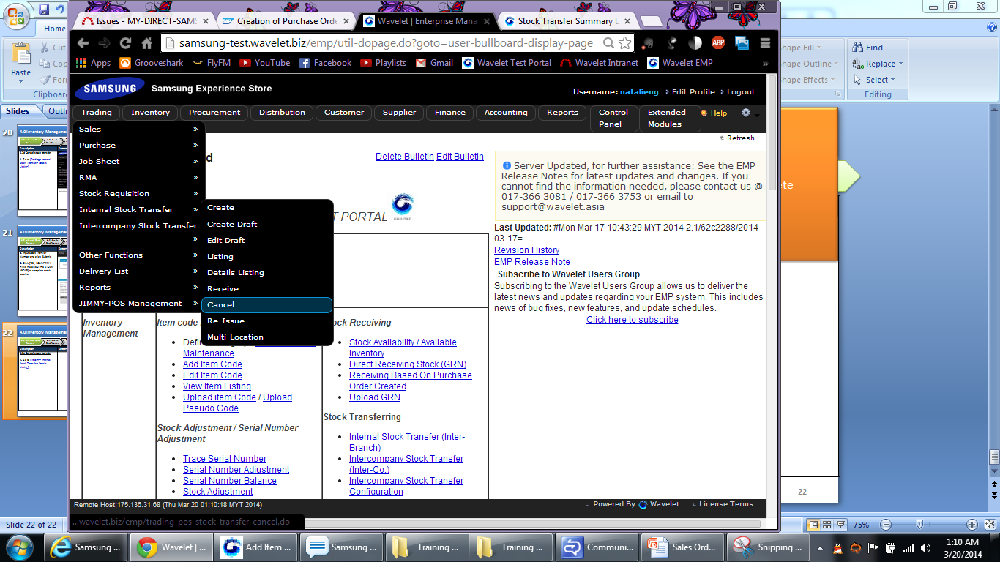 Home
Paste
Cut
Cop
For
Clipboard
Slides
Outli
20
4.0 Inventory Manageme
21
4.0 Inventory Manageme
22
4.0 Inventory Manageme
Slide 22 of 22
Issues - MY-DIRECT-SAMS
Creation of Purchase Orde
Wavelet | Enterprise Mana
Stock Transfer Summary L
samsung-test.wavelet.biz/emp/util-dopage.do?goto=user-bullboard-display-page
ABP
Apps
Grooveshark
FlyFM
YouTube
Facebook
Playlists
Gmail
Wavelet Test Portal
Wavelet Intranet
Wavelet EMP
»
SAMSUNG
Samsung Experience Store
Username: natalieng
Edit Profile
Logout
Trading
Inventory
Procurement
Distribution
Customer
Supplier
Finance
Accounting
Reports
Control Panel
Extended Modules
Help
Refresh
Sales »
Purchase »
Job Sheet »
RMA »
Stock Requisition »
Internal Stock Transfer »
Intercompany Stock Transfer
»
Other Functions »
Delivery List »
Reports »
JIMMY-POS Management »
Create
Create Draft
Edit Draft
Listing
Details Listing
Receive
Cancel
Re-Issue
Multi-Location
d
Delete Bulletin Edit Bulletin
T PORTAL
WAVELET.BIZ
Server Updated, for further assistance: See the EMP
Release Notes for latest updates and changes. If you
cannot find the information needed, please contact us @
017-366 3081 / 017-366 3753 or email to
support@wavelet.asia
Last Updated: #Mon Mar 17 10:43:29 MYT 2014 2.1/62c2288/2014-
03-17=
Revision History
EMP Release Note
Subscribe to Wavelet Users Group
Subscribing to the Wavelet Users Group allows us to deliver the
latest news and updates regarding your EMP system. This includes
news of bug fixes, new features, and update schedules.
Click here to subscribe
Inventory
Management
Item code
Defin
Maintenance
Add Item Code
Edit Item Code
View Item Listing
Upload item Code / Upload
Pseudo Code
Stock Adjustment / Serial Number
Adjustment
Trace Serial Number
Serial Number Adjustment
Serial Number Balance
Stock Adjustment
ock Receiving
Stock Availability / Available
inventory
Direct Receiving Stock (GRN)
Receiving Based On Purchase
Order Created
Upload GRN
Stock Transferring
Internal Stock Transfer (Inter-
Branch)
Intercompany Stock Transfer
(Inter-Co.)
Intercompany Stock Transfer
Configuration
Remote Host:175.136.31.68 (Thu Mar 20 01:10:18 MYT 2014)
Powered By Wavelet
License Terms
...wavelet.biz/emp/trading-pos-stock-transfer-cancel.do
hape Fill
hape Outline
hape Effects
Find
Replace
Select
Editing
ete
22
75%
Samsung ...
Wavelet | ...
Add Item ...
Samsung ...
Training ...
Training ...
Communi...
Sales Ord...
Snipping ...
1:10 AM
3/20/2014